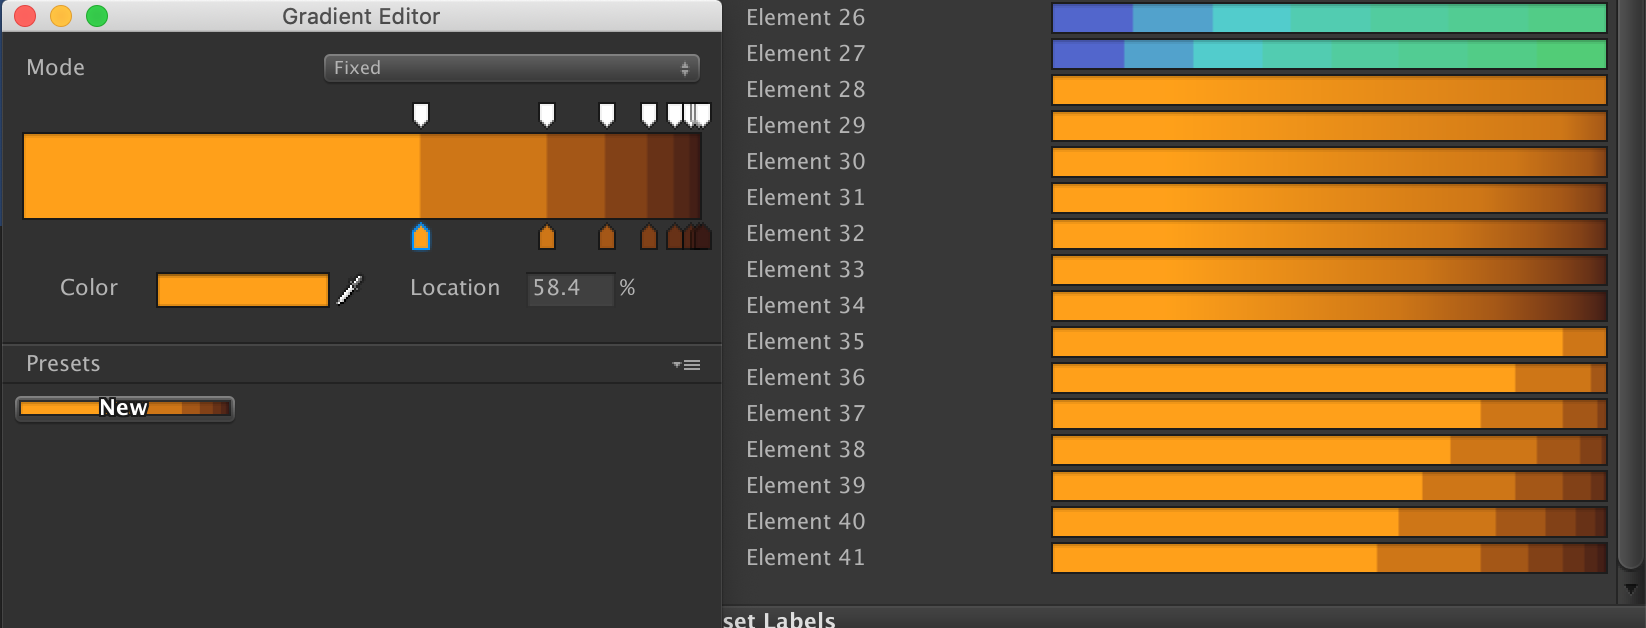 Gradient Editor
Mode
Fixed
Color
Location
58.4
%
Presets
New
Element 26
Element 27
Element 28
Element 29
Element 30
Element 31
Element 32
Element 33
Element 34
Element 35
Element 36
Element 37
Element 38
Element 39
Element 40
Element 41
set Labels